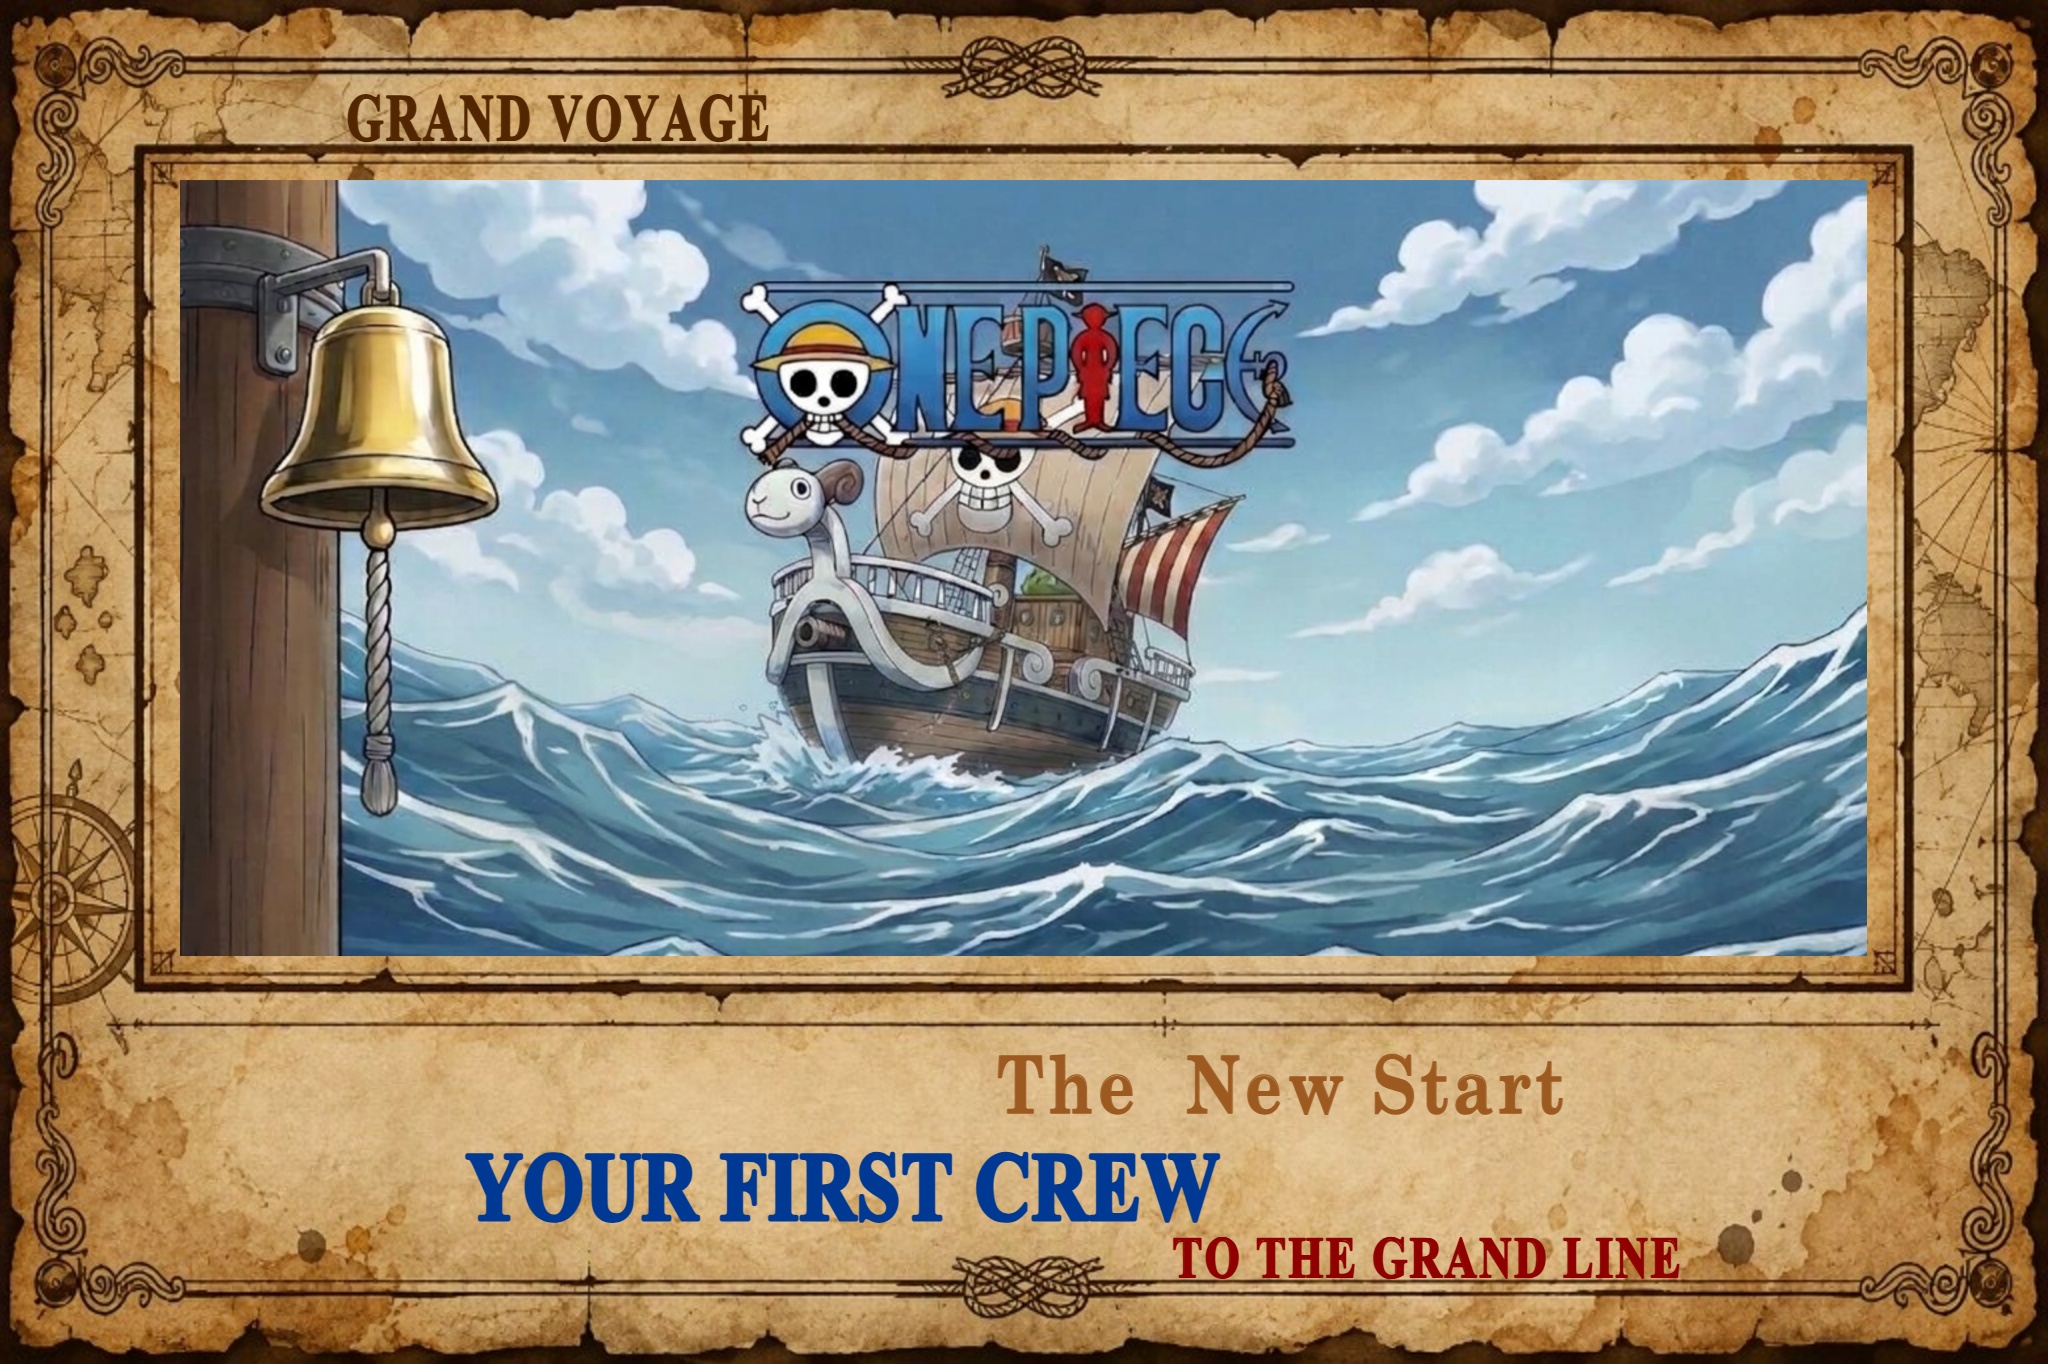 GRAND VOYAGE
ONE PIECE
The New Start
YOUR FIRST CREW
TO THE GRAND LINE